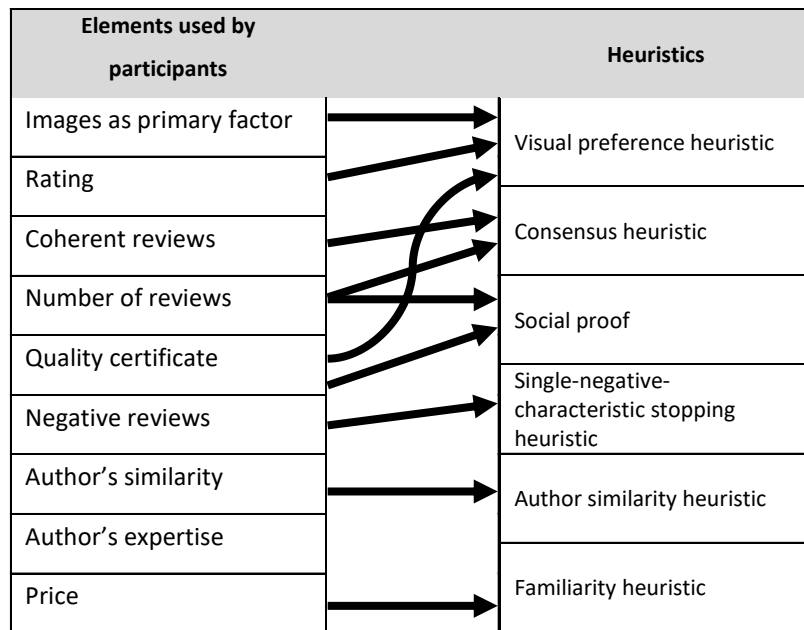 Elements used by
participants
Heuristics
Images as primary factor
Rating
Coherent reviews
Number of reviews
Quality certificate
Negative reviews
Author’s similarity
Author’s expertise
Price
Visual preference heuristic
Consensus heuristic
Social proof
Single-negative-
characteristic stopping
heuristic
Author similarity heuristic
Familiarity heuristic